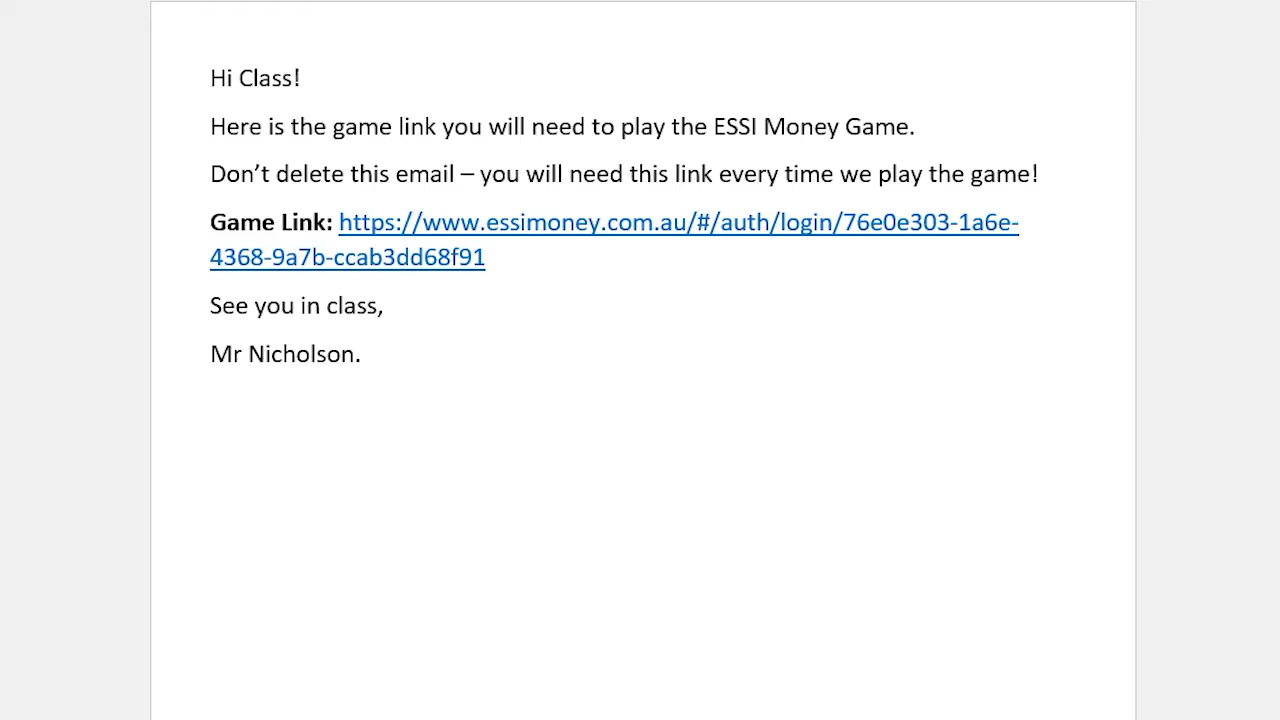 Hi Class!
Here is the game link you will need to play the ESSI Money Game.
Don’t delete this email – you will need this link every time we play the game!
Game Link: https://www.essimoney.com.au/#/auth/login/76e0e303-1a6e-
4368-9a7b-ccab3dd68f91
See you in class,
Mr Nicholson.